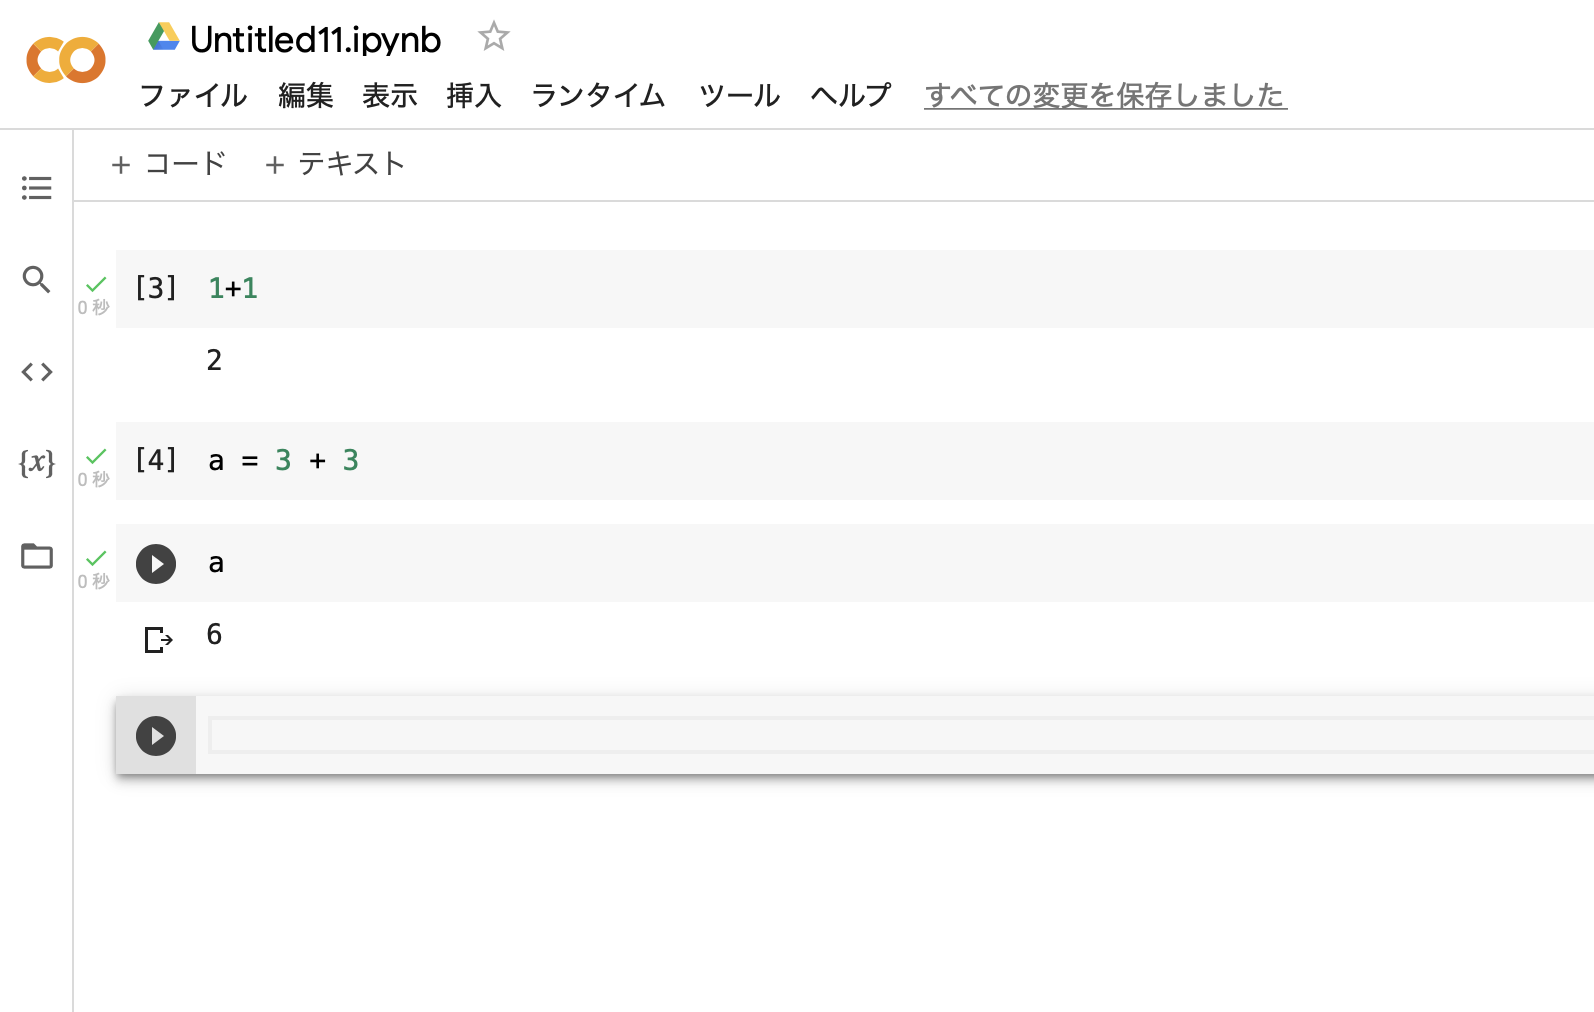 Untitled11.ipynb
ファイル 編集 表示 挿入 ランタイム ツール ヘルプ すべての変更を保存しました
+ コード + テキスト
[3] 1+1
0 秒
2
[4] a = 3 + 3
0 秒
{x}
a
0 秒
6